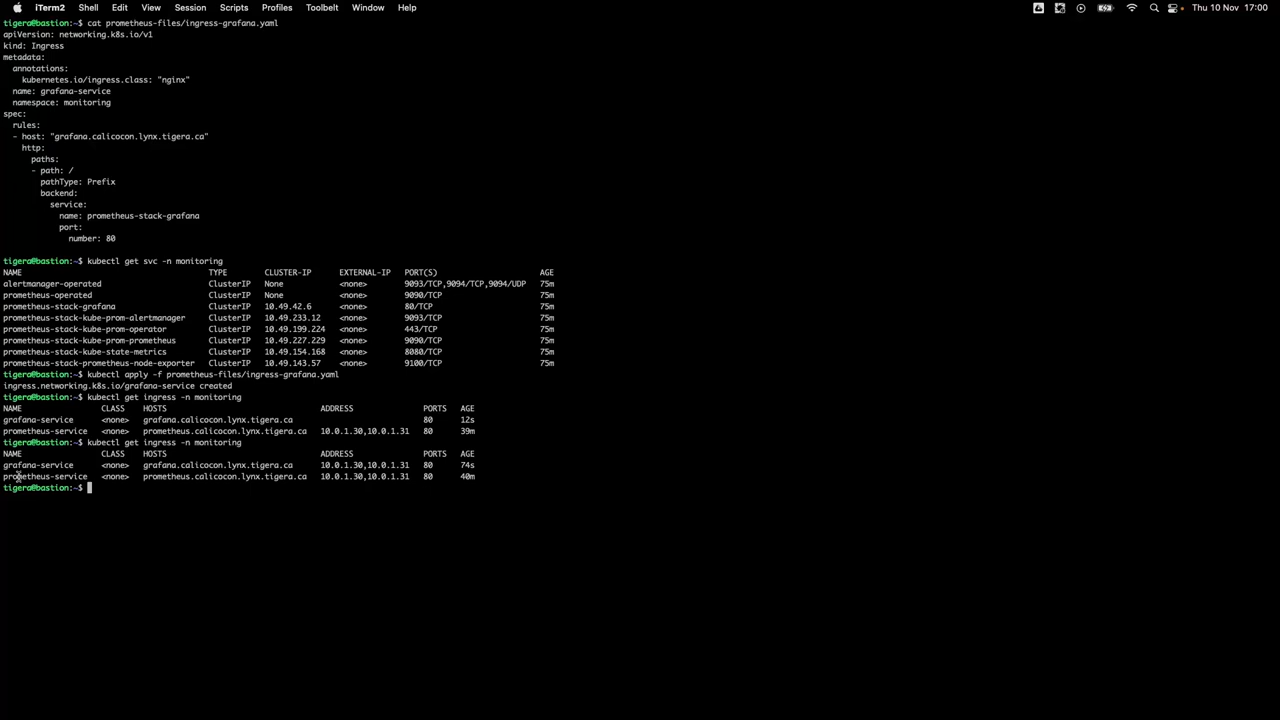 iTerm2 Shell Edit View Session Scripts Profiles Toolbelt Window Help Thu 10 Nov 17:00
tigera@bastion:~$ cat prometheus-files/ingress-grafana.yaml
apiVersion: networking.k8s.io/v1
kind: Ingress
metadata:
  annotations:
    kubernetes.io/ingress.class: "nginx"
  name: grafana-service
  namespace: monitoring
spec:
  rules:
  - host: "grafana.calicocon.lynx.tigera.ca"
    http:
      paths:
      - path: /
        pathType: Prefix
        backend:
          service:
            name: prometheus-stack-grafana
            port:
              number: 80
tigera@bastion:~$ kubectl get svc -n monitoring
NAME TYPE CLUSTER-IP EXTERNAL-IP PORT(S) AGE
alertmanager-operated ClusterIP None <none> 9093/TCP,9094/TCP,9094/UDP 75m
prometheus-operated ClusterIP None <none> 9090/TCP 75m
prometheus-stack-grafana ClusterIP 10.49.42.6 <none> 80/TCP 75m
prometheus-stack-kube-prom-alertmanager ClusterIP 10.49.233.12 <none> 9093/TCP 75m
prometheus-stack-kube-prom-operator ClusterIP 10.49.199.224 <none> 443/TCP 75m
prometheus-stack-kube-prom-prometheus ClusterIP 10.49.227.229 <none> 9090/TCP 75m
prometheus-stack-kube-state-metrics ClusterIP 10.49.154.168 <none> 8080/TCP 75m
prometheus-stack-prometheus-node-exporter ClusterIP 10.49.143.57 <none> 9100/TCP 75m
tigera@bastion:~$ kubectl apply -f prometheus-files/ingress-grafana.yaml
ingress.networking.k8s.io/grafana-service created
tigera@bastion:~$ kubectl get ingress -n monitoring
NAME CLASS HOSTS ADDRESS PORTS AGE
grafana-service <none> grafana.calicocon.lynx.tigera.ca 80 12s
prometheus-service <none> prometheus.calicocon.lynx.tigera.ca 10.0.1.30,10.0.1.31 80 39m
tigera@bastion:~$ kubectl get ingress -n monitoring
NAME CLASS HOSTS ADDRESS PORTS AGE
grafana-service <none> grafana.calicocon.lynx.tigera.ca 10.0.1.30,10.0.1.31 80 74s
prometheus-service <none> prometheus.calicocon.lynx.tigera.ca 10.0.1.30,10.0.1.31 80 40m
tigera@bastion:~$